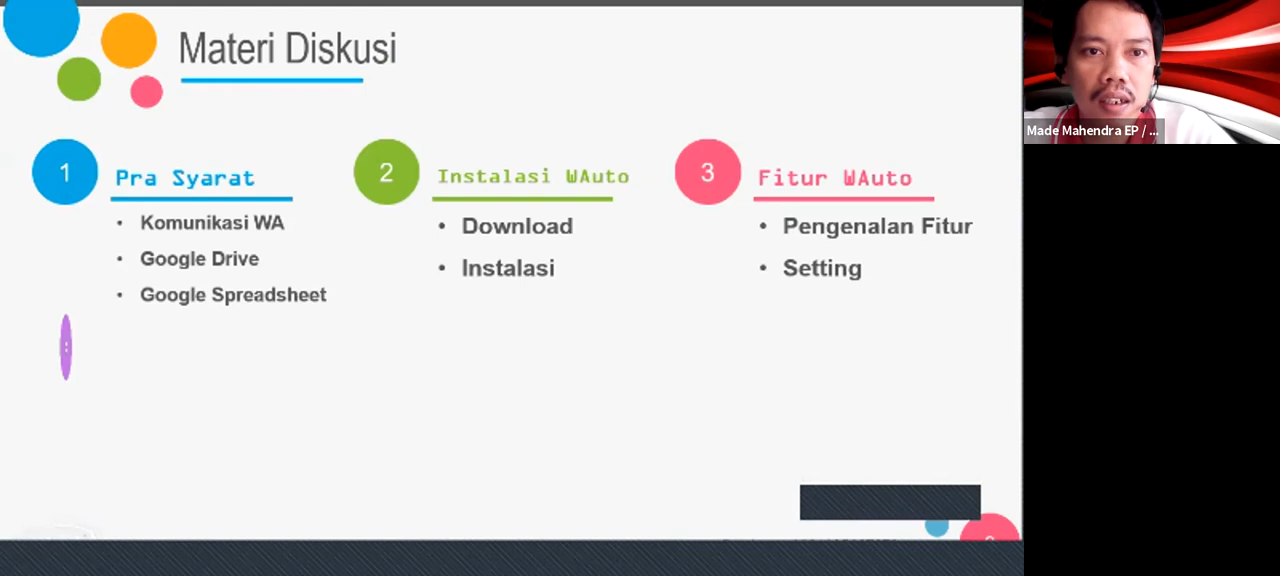 Materi Diskusi
1
Pra Syarat
• Komunikasi WA
• Google Drive
• Google Spreadsheet
2
Instalasi WAuto
• Download
• Instalasi
3
Fitur WAuto
• Pengenalan Fitur
• Setting
Made Mahendra EP / ...